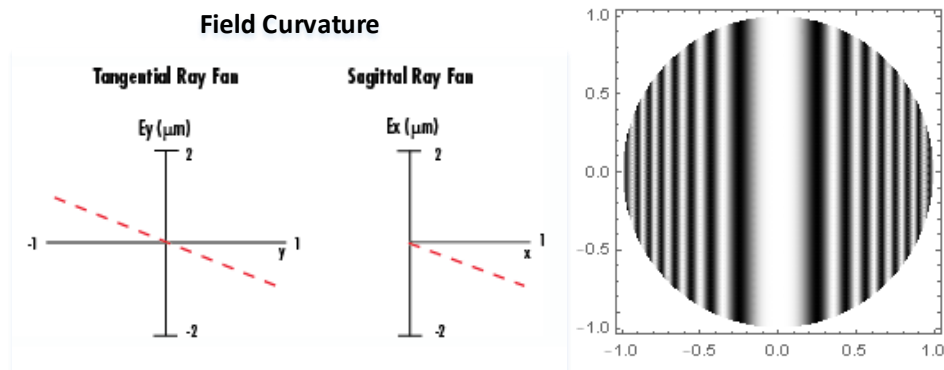 Field Curvature
Tangential Ray Fan
Sagittal Ray Fan
Ey (μm)
Ex (μm)
2
2
-1
1
y
1
x
-2
-2
1.0
0.5
0.0
−0.5
−1.0
−1.0
−0.5
0.0
0.5
1.0